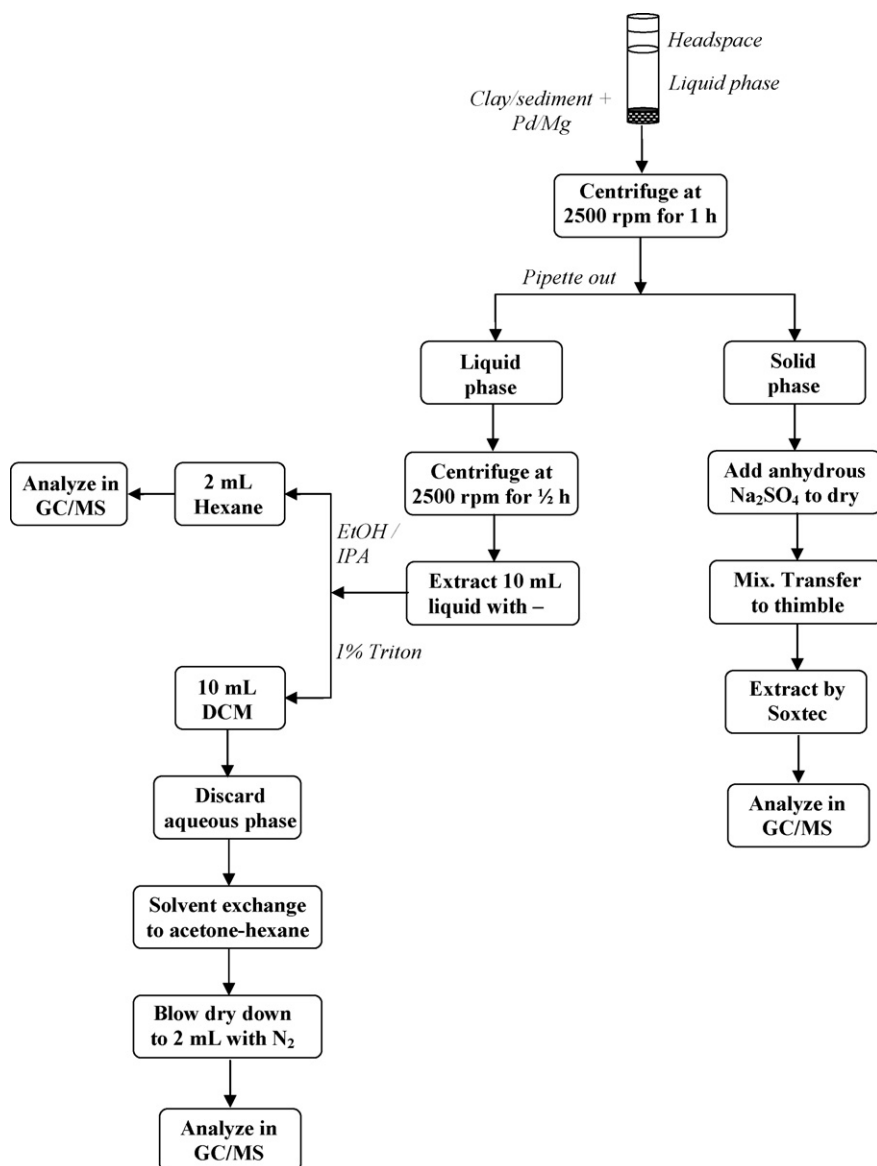 Headspace
Liquid phase
Clay/sediment +
Pd/Mg
Centrifuge at
2500 rpm for 1 h
Pipette out
Liquid
phase
Solid
phase
Analyze in
GC/MS
2 mL
Hexane
Centrifuge at
2500 rpm for ½ h
Add anhydrous
Na₂SO₄ to dry
EtOH /
IPA
Extract 10 mL
liquid with –
Mix. Transfer
to thimble
1% Triton
10 mL
DCM
Extract by
Soxtec
Discard
aqueous phase
Analyze in
GC/MS
Solvent exchange
to acetone-hexane
Blow dry down
to 2 mL with N₂
Analyze in
GC/MS